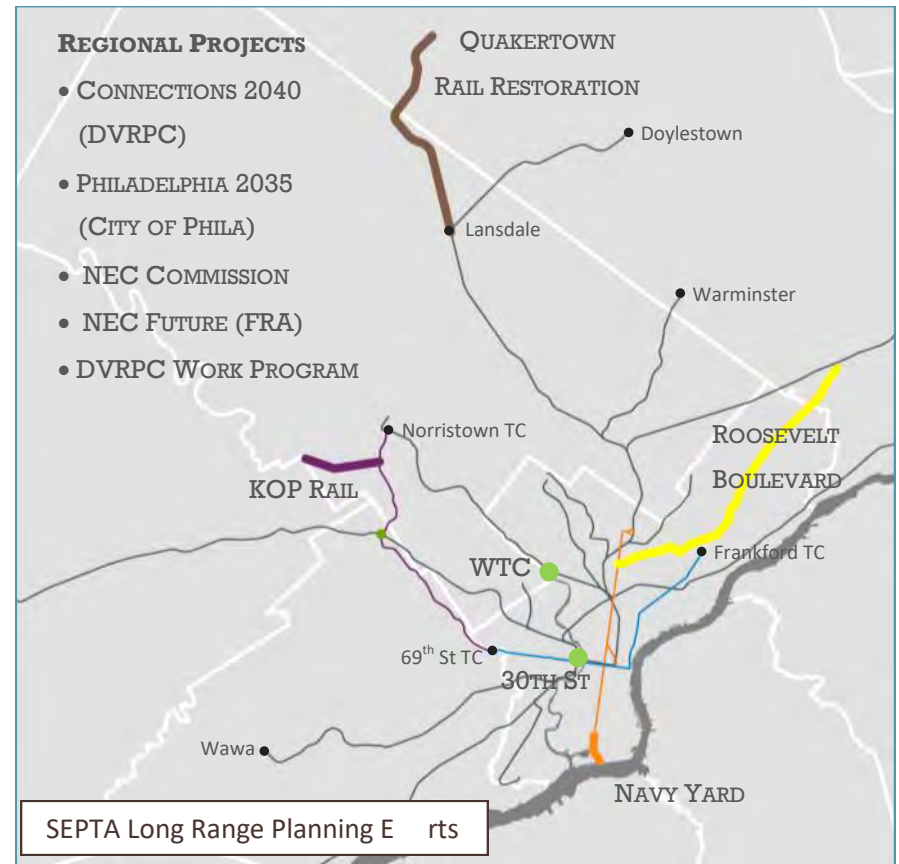 REGIONAL PROJECTS
• CONNECTIONS 2040
(DVRPC)
• PHILADELPHIA 2035
(CITY OF PHILA)
• NEC COMMISSION
• NEC FUTURE (FRA)
• DVRPC WORK PROGRAM
QUAKERTOWN
RAIL RESTORATION
Doylestown
Lansdale
Warminster
Norristown TC
KOP RAIL
ROOSEVELT
BOULEVARD
Frankford TC
WTC
69th St TC
30TH ST
Wawa
NAVY YARD
SEPTA Long Range Planning E rts